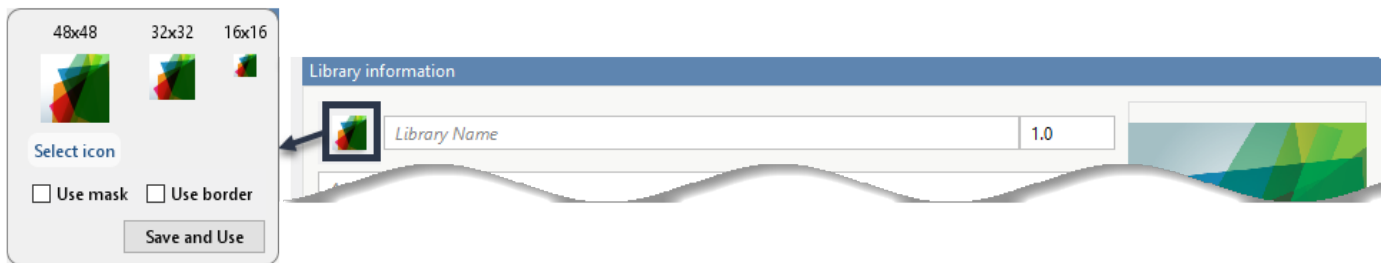 48x48 32x32 16x16
Select icon
Use mask Use border
Save and Use
Library information
Library Name 1.0